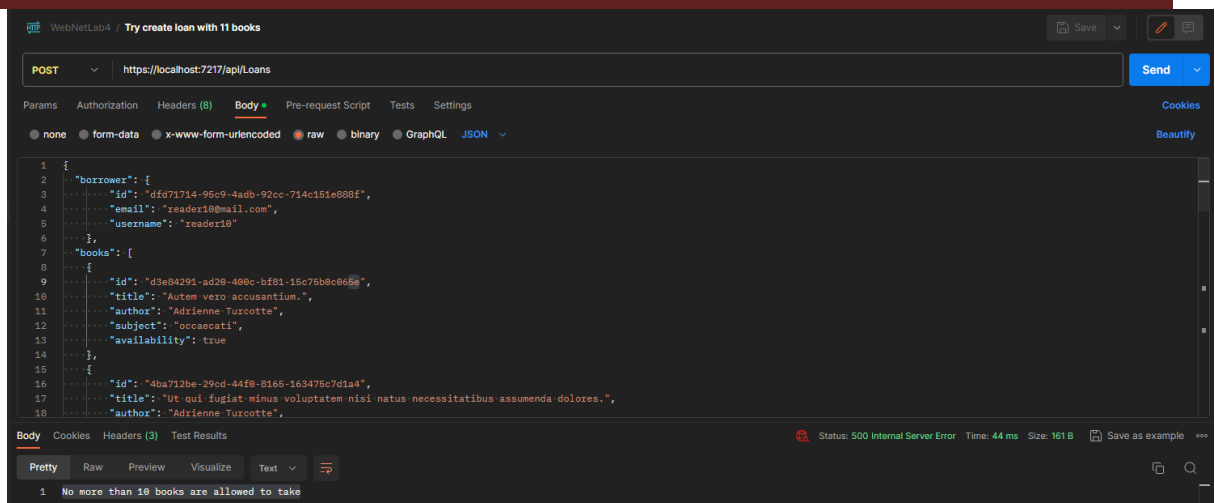 HTTP WebNetLab4 / Try create loan with 11 books Save
POST https://localhost:7217/api/Loans Send
Params Authorization Headers (8) Body Pre-request Script Tests Settings Cookies
none form-data x-www-form-urlencoded raw binary GraphQL JSON Beautify
1 {
2 "borrower": {
3 "id": "dfd71714-95c9-4adb-92cc-714c151e888f",
4 "email": "reader10@mail.com",
5 "username": "reader10"
6 },
7 "books": [
8 {
9 "id": "d3e84291-ad20-400c-bf81-15c75b0c065e",
10 "title": "Autem vero accusantium.",
11 "author": "Adrienne Turcotte",
12 "subject": "occaecati",
13 "availability": true
14 },
15 {
16 "id": "4ba712be-29cd-44f0-8165-163475c7d1a4",
17 "title": "Ut qui fugiat minus voluptatem nisi natus necessitatibus assumenda dolores.",
18 "author": "Adrienne Turcotte",
Body Cookies Headers (3) Test Results Status: 500 Internal Server Error Time: 44 ms Size: 161 B Save as example
Pretty Raw Preview Visualize Text
1 No more than 10 books are allowed to take